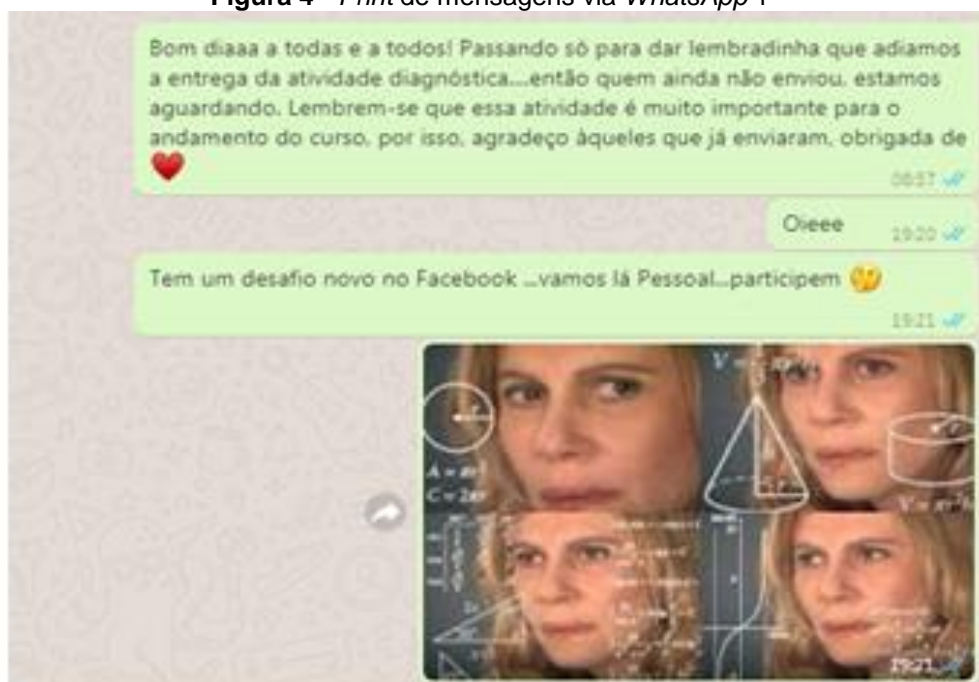 Figura 4 - Print de mensagens via WhatsApp 1
Bom diaaa a todas e a todos! Passando só para dar lembradinha que adiamos
a entrega da atividade diagnóstica....então quem ainda não enviou, estamos
aguardando. Lembrem-se que essa atividade é muito importante para o
andamento do curso, por isso, agradeço àqueles que já enviaram, obrigada de
Oieee
19:20
Tem um desafio novo no Facebook ...vamos lá Pessoal...participem
19:21
V =
A = πr²
C = 2πr
19:21